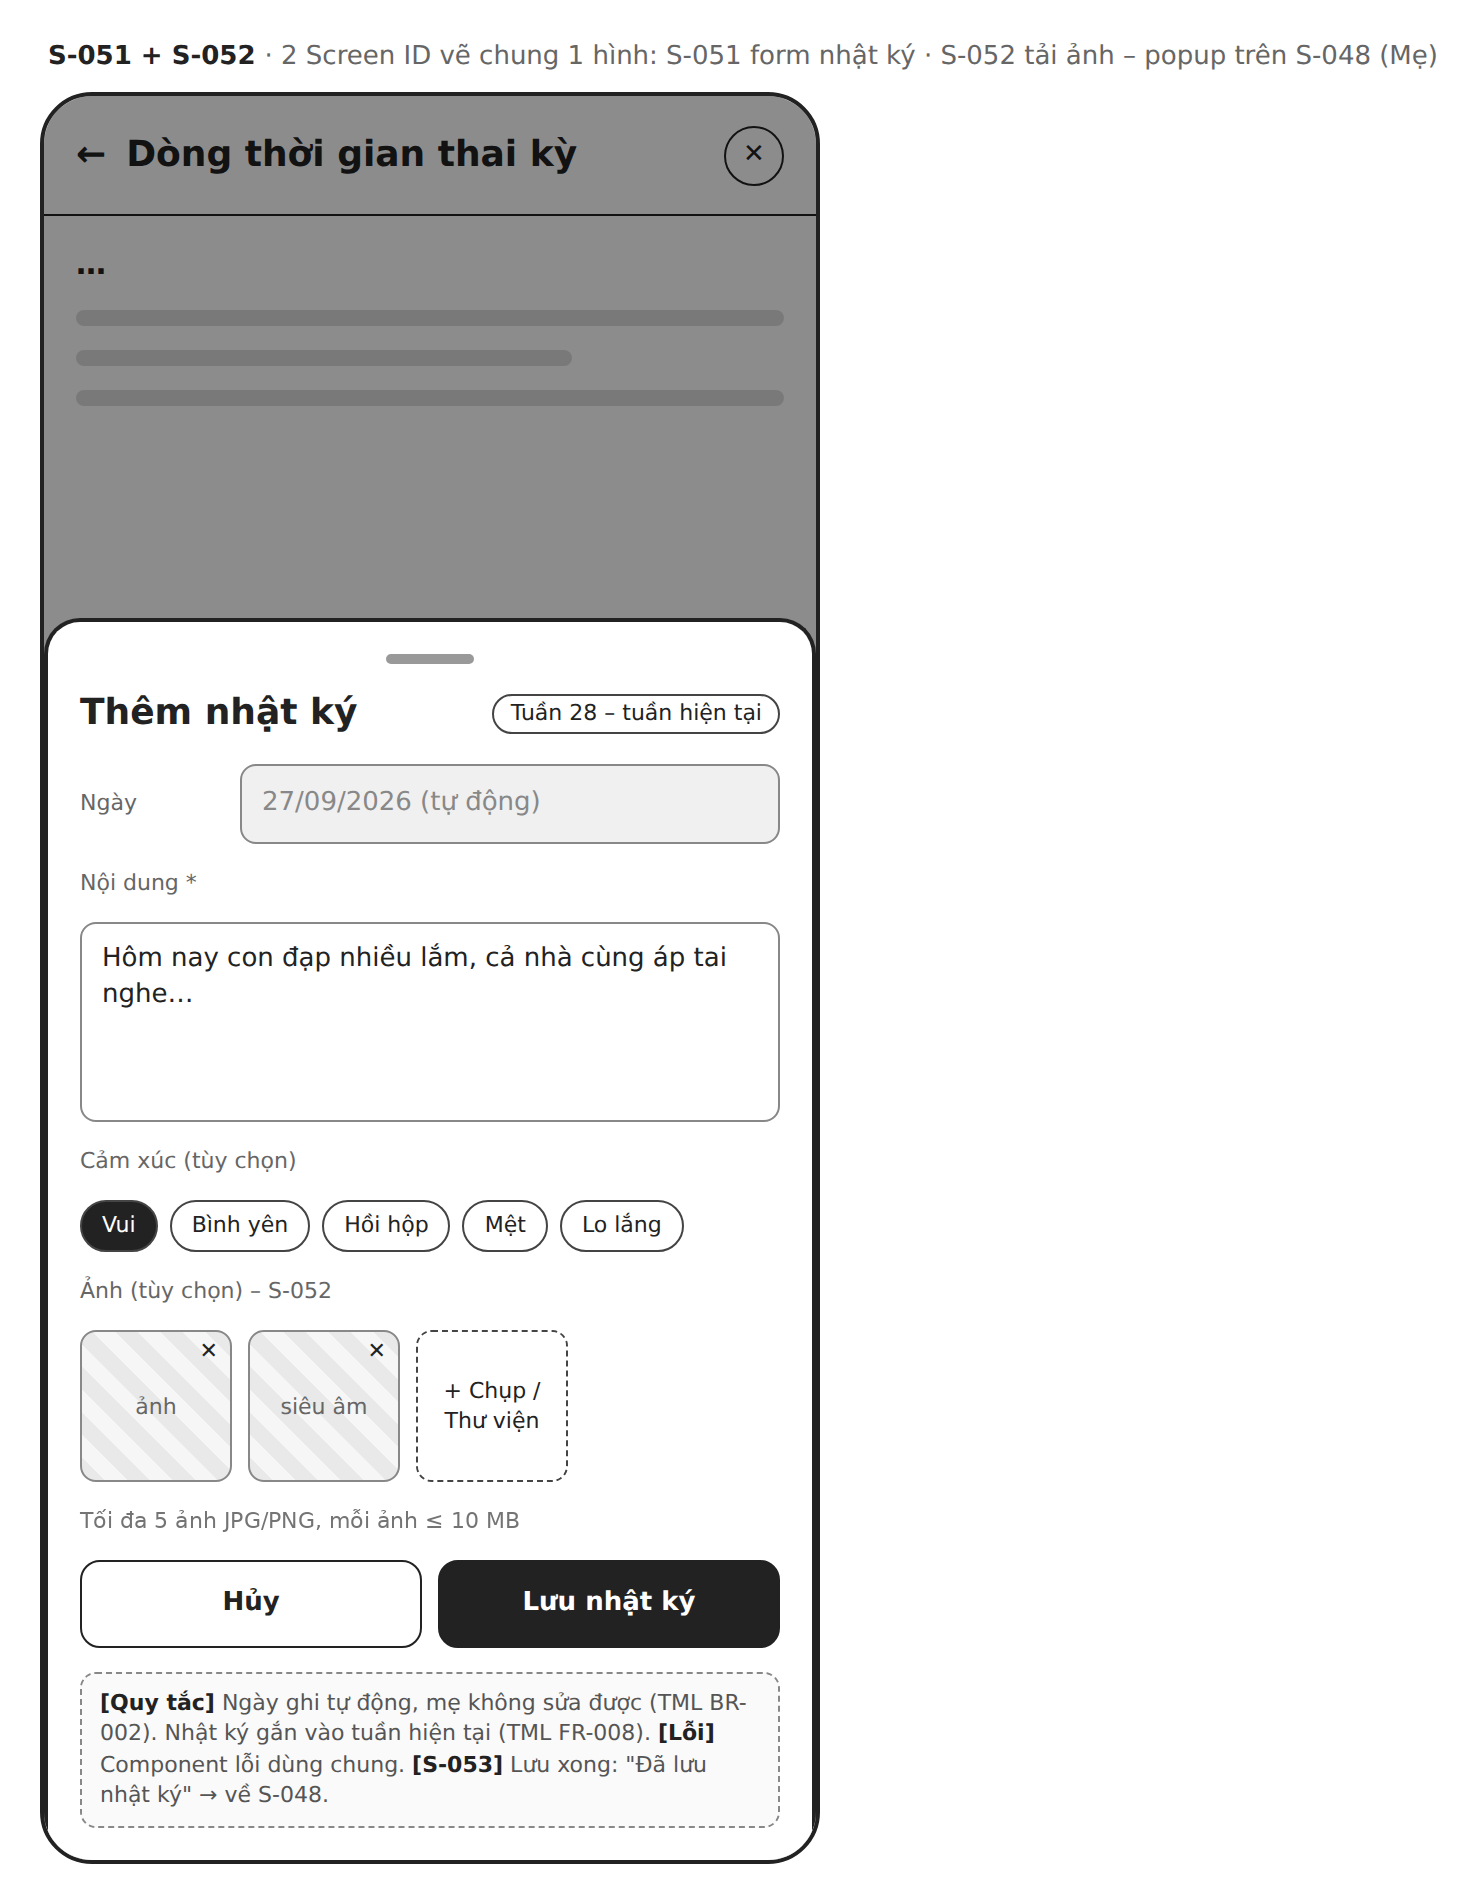 S-051 + S-052 · 2 Screen ID vẽ chung 1 hình: S-051 form nhật ký · S-052 tải ảnh – popup trên S-048 (Mẹ)
← Dòng thời gian thai kỳ ✕
...
Thêm nhật ký
Tuần 28 – tuần hiện tại
Ngày
27/09/2026 (tự động)
Nội dung *
Hôm nay con đạp nhiều lắm, cả nhà cùng áp tai
nghe...
Cảm xúc (tùy chọn)
Vui Bình yên Hồi hộp Mệt Lo lắng
Ảnh (tùy chọn) – S-052
✕ ✕
ảnh siêu âm
+ Chụp /
Thư viện
Tối đa 5 ảnh JPG/PNG, mỗi ảnh ≤ 10 MB
Hủy Lưu nhật ký
[Quy tắc] Ngày ghi tự động, mẹ không sửa được (TML BR-
002). Nhật ký gắn vào tuần hiện tại (TML FR-008). [Lỗi]
Component lỗi dùng chung. [S-053] Lưu xong: "Đã lưu
nhật ký" → về S-048.